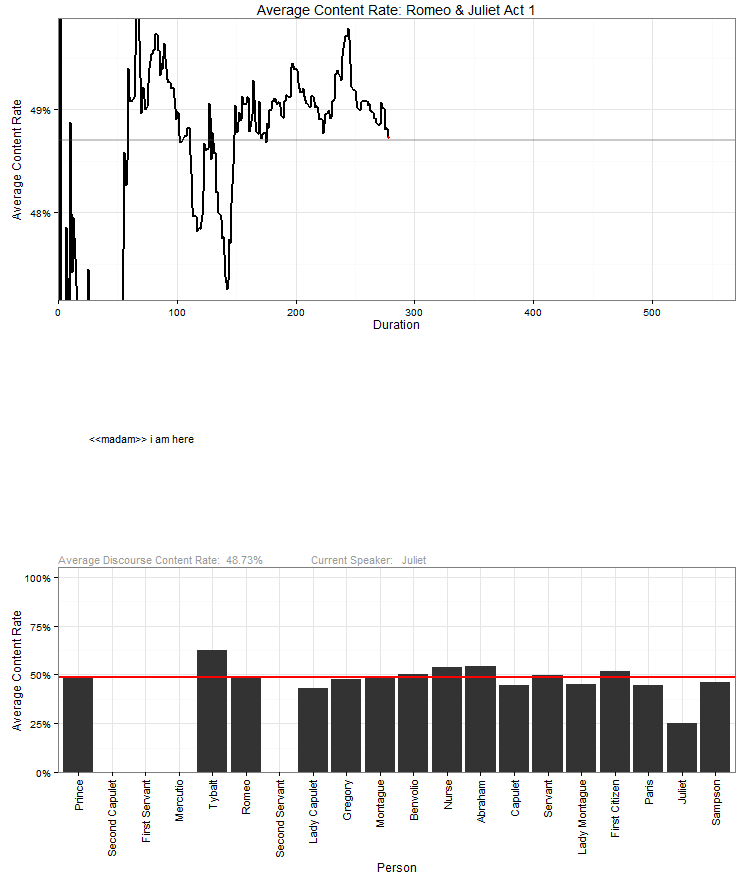 Average Content Rate: Romeo & Juliet Act 1
Average Content Rate
49%
48%
0 100 200 300 400 500
Duration
<<madam>> i am here
Average Discourse Content Rate: 48.73% Current Speaker: Juliet
Average Content Rate
100%
75%
50%
25%
0%
Prince
Second Capulet
First Servant
Mercutio
Tybalt
Romeo
Second Servant
Lady Capulet
Gregory
Montague
Benvolio
Nurse
Abraham
Capulet
Servant
Lady Montague
First Citizen
Paris
Juliet
Sampson
Person